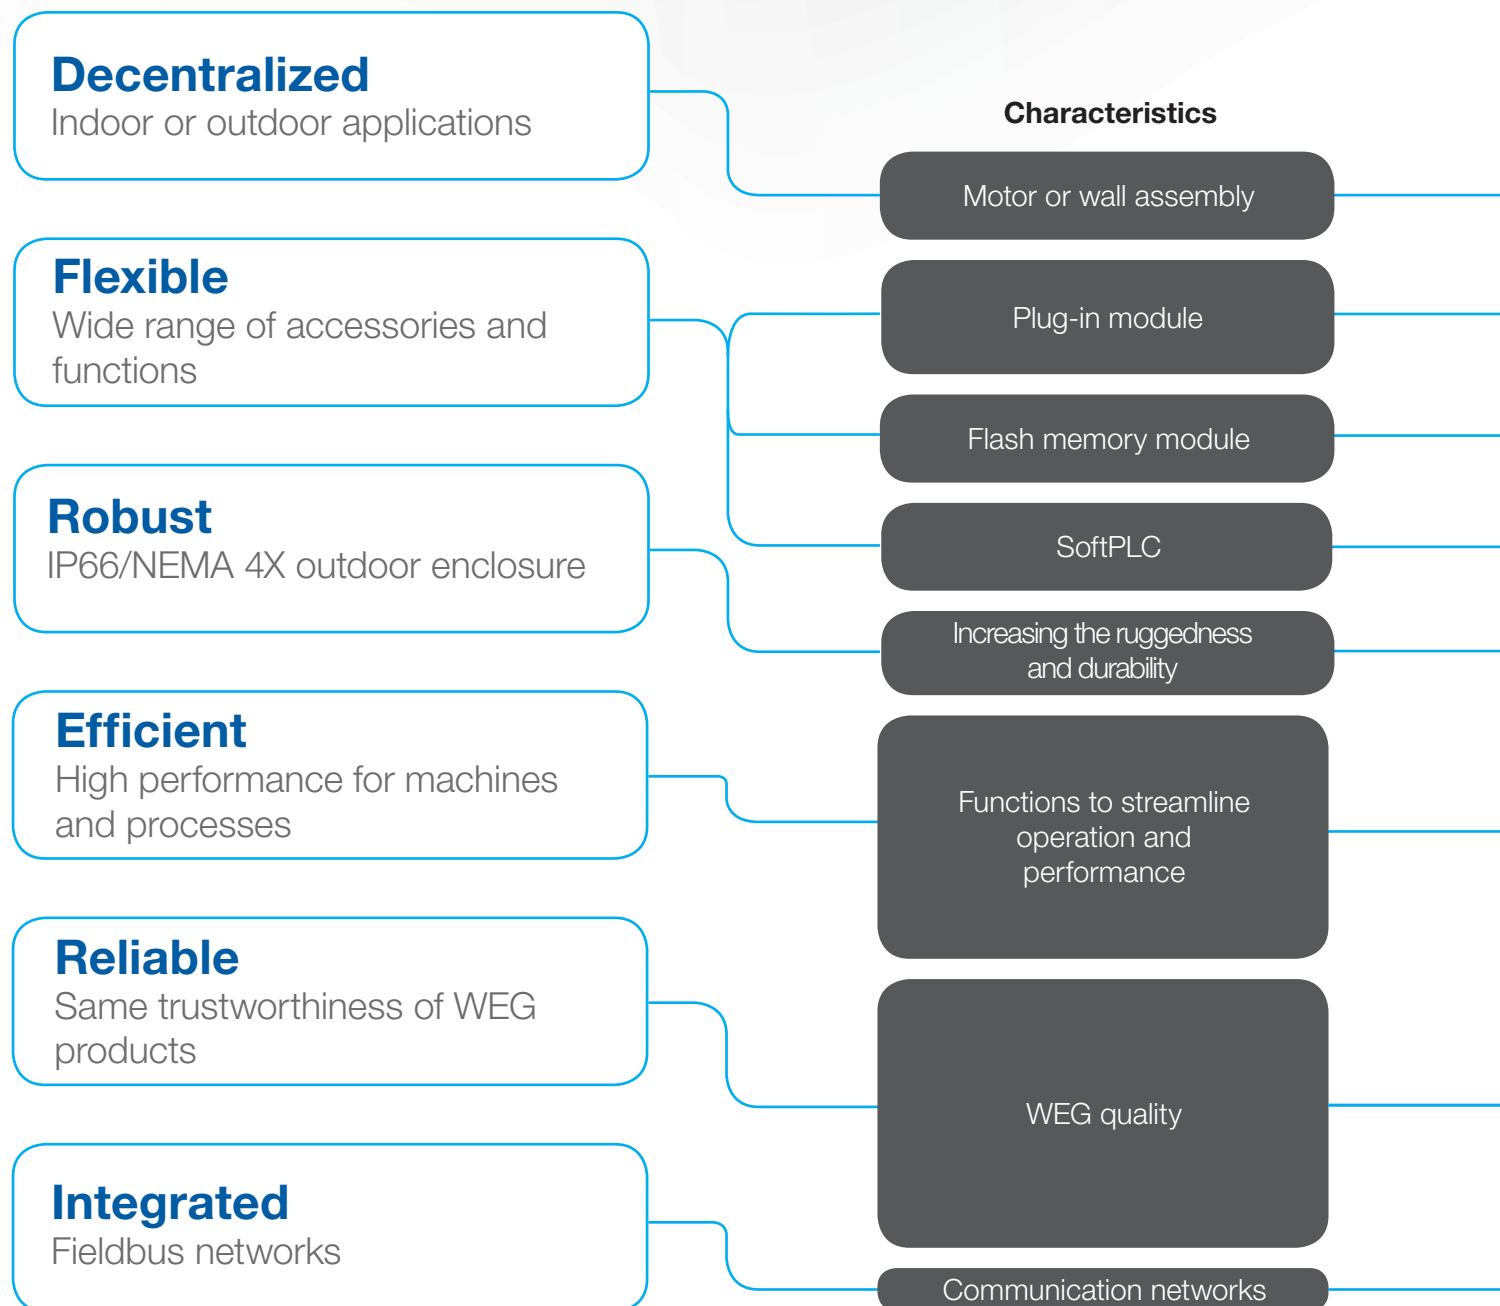 Decentralized
Indoor or outdoor applications
Flexible
Wide range of accessories and
functions
Robust
IP66/NEMA 4X outdoor enclosure
Efficient
High performance for machines
and processes
Reliable
Same trustworthiness of WEG
products
Integrated
Fieldbus networks
Characteristics
Motor or wall assembly
Plug-in module
Flash memory module
SoftPLC
Increasing the ruggedness
and durability
Functions to streamline
operation and
performance
WEG quality
Communication networks